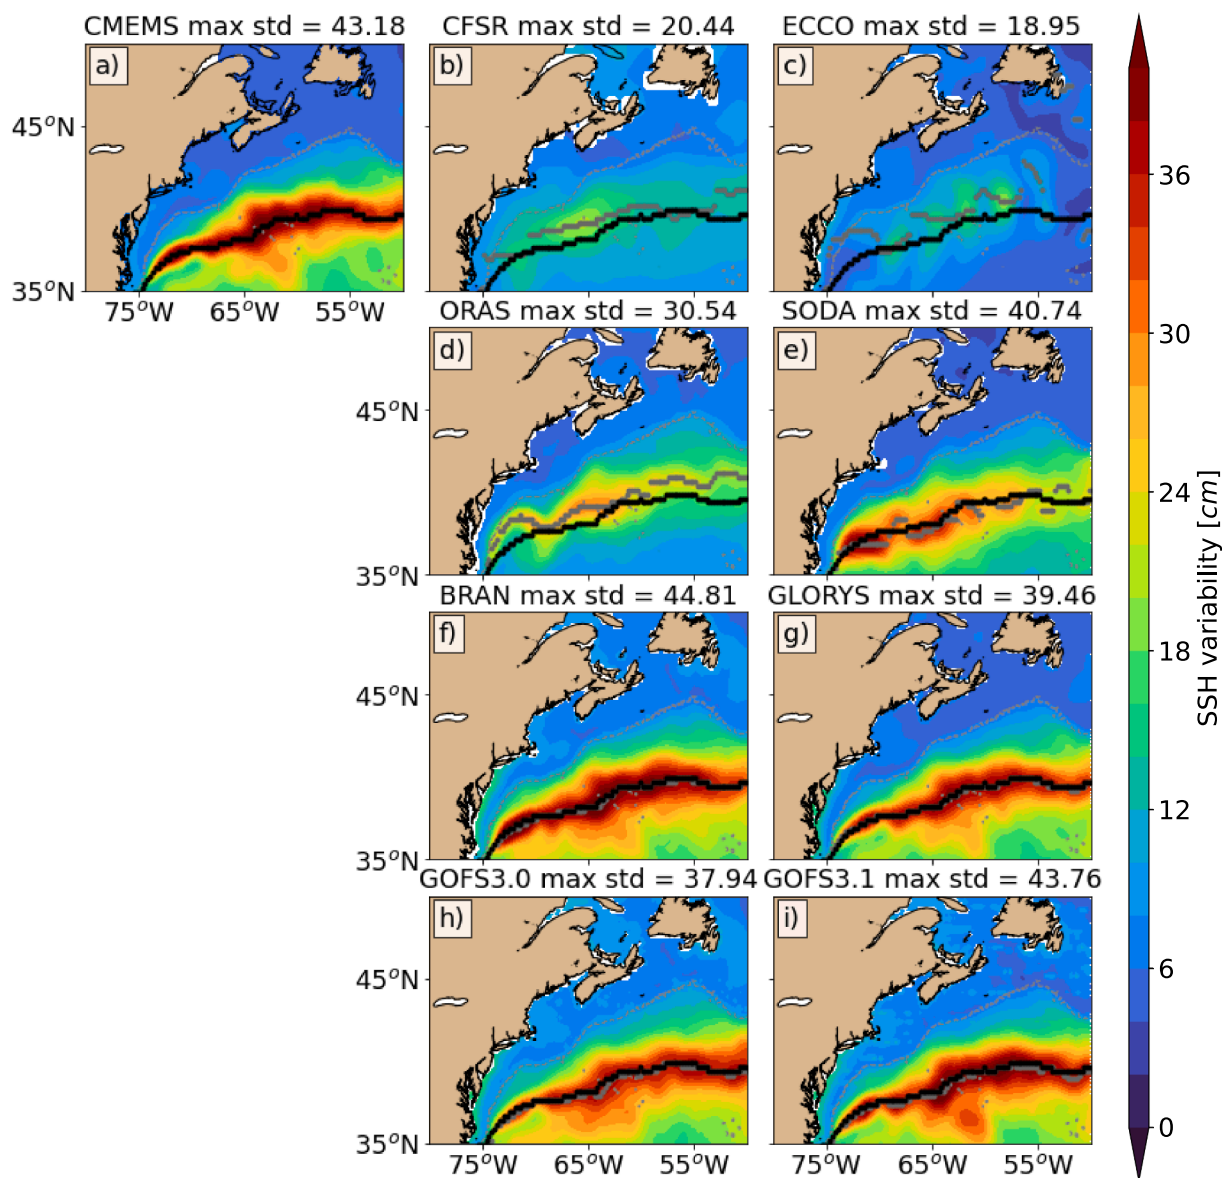 CMEMS max std = 43.18
CFSR max std = 20.44
ECCO max std = 18.95
a)
b)
c)
45°N
35°N
75°W
65°W
55°W
ORAS max std = 30.54
SODA max std = 40.74
d)
e)
45°N
35°N
BRAN max std = 44.81
GLORYS max std = 39.46
f)
g)
45°N
35°N
GOFS3.0 max std = 37.94
GOFS3.1 max std = 43.76
h)
i)
45°N
35°N
75°W
65°W
55°W
75°W
65°W
55°W
36
30
24
18
12
6
0
SSH variability [cm]